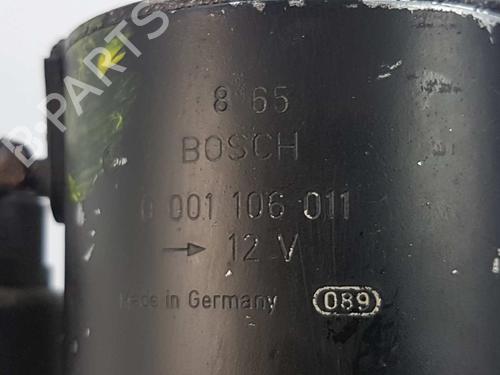 B-PARTS
8 65
BOSCH
0 001 106 011
→ 12 V
Made in Germany 089